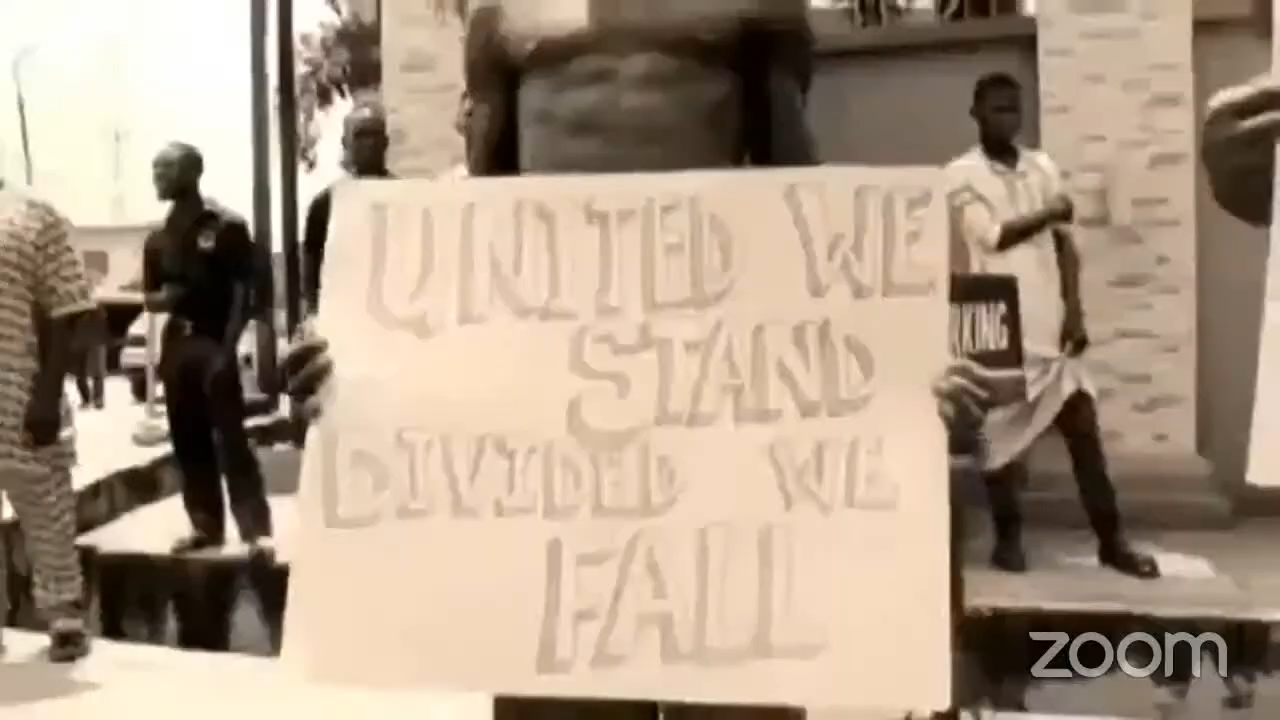 UNITED WE
STAND
DIVIDED WE
FALL
KING
zoom